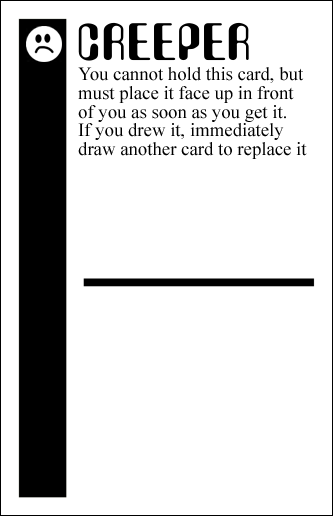 CREEPER
You cannot hold this card, but
must place it face up in front
of you as soon as you get it.
If you drew it, immediately
draw another card to replace it